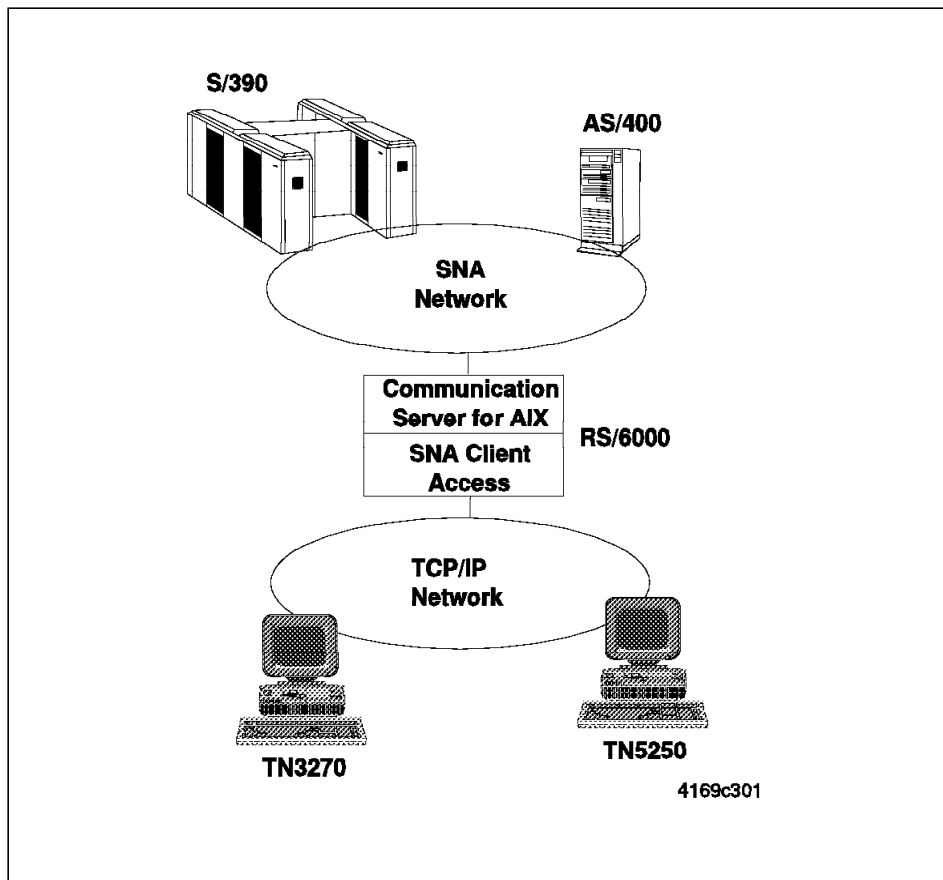 S/390
AS/400
SNA
Network
Communication
Server for AIX
SNA Client
Access
RS/6000
TCP/IP
Network
TN3270
TN5250
4169c301